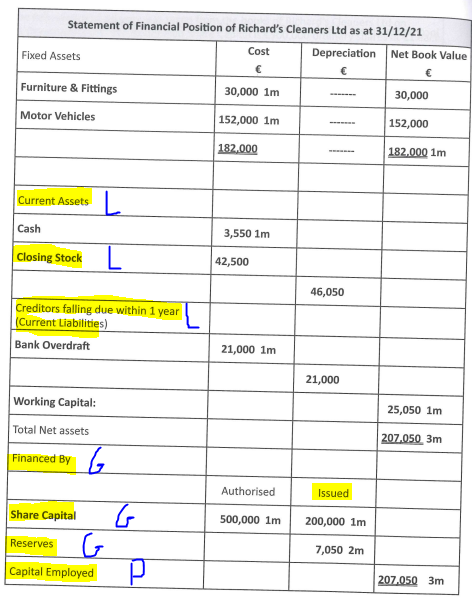 Statement of Financial Position of Richard's Cleaners Ltd as at 31/12/21
Fixed Assets Cost € Depreciation € Net Book Value €
Furniture & Fittings 30,000 1m ------- 30,000
Motor Vehicles 152,000 1m ------- 152,000
182,000 ------- 182,000 1m
Current Assets L
Cash 3,550 1m
Closing Stock L 42,500
46,050
Creditors falling due within 1 year L
(Current Liabilities)
Bank Overdraft 21,000 1m
21,000
Working Capital: 25,050 1m
Total Net assets 207,050 3m
Financed By G
Authorised Issued
Share Capital G 500,000 1m 200,000 1m
Reserves G 7,050 2m
Capital Employed P 207,050 3m